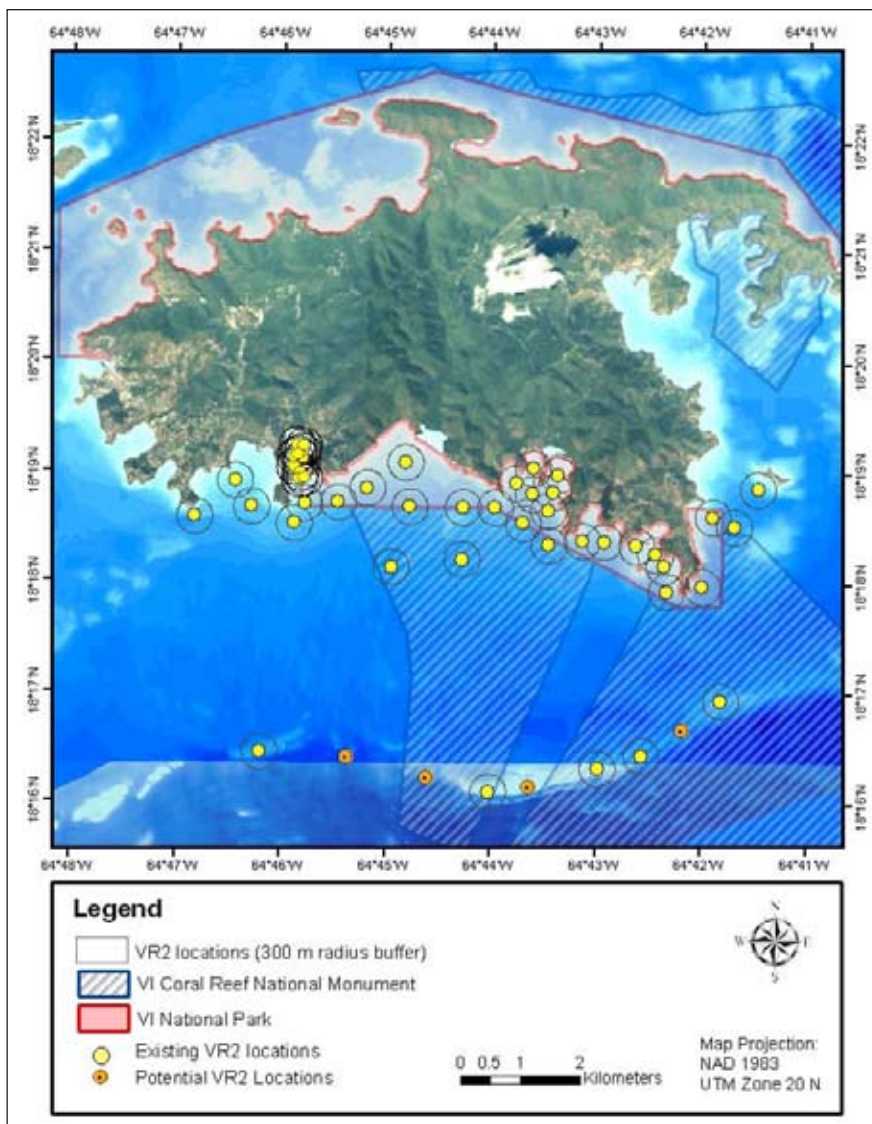 64°48'W 64°47'W 64°46'W 64°45'W 64°44'W 64°43'W 64°42'W 64°41'W
18°22'N 18°22'N
18°21'N 18°21'N
18°20'N 18°20'N
18°19'N 18°19'N
18°18'N 18°18'N
18°17'N 18°17'N
18°16'N 18°16'N
64°48'W 64°47'W 64°46'W 64°45'W 64°44'W 64°43'W 64°42'W 64°41'W
Legend
VR2 locations (300 m radius buffer)
VI Coral Reef National Monument
VI National Park
Existing VR2 locations
Potential VR2 Locations
N
W E
S
0 0.5 1 2
Kilometers
Map Projection:
NAD 1983
UTM Zone 20 N